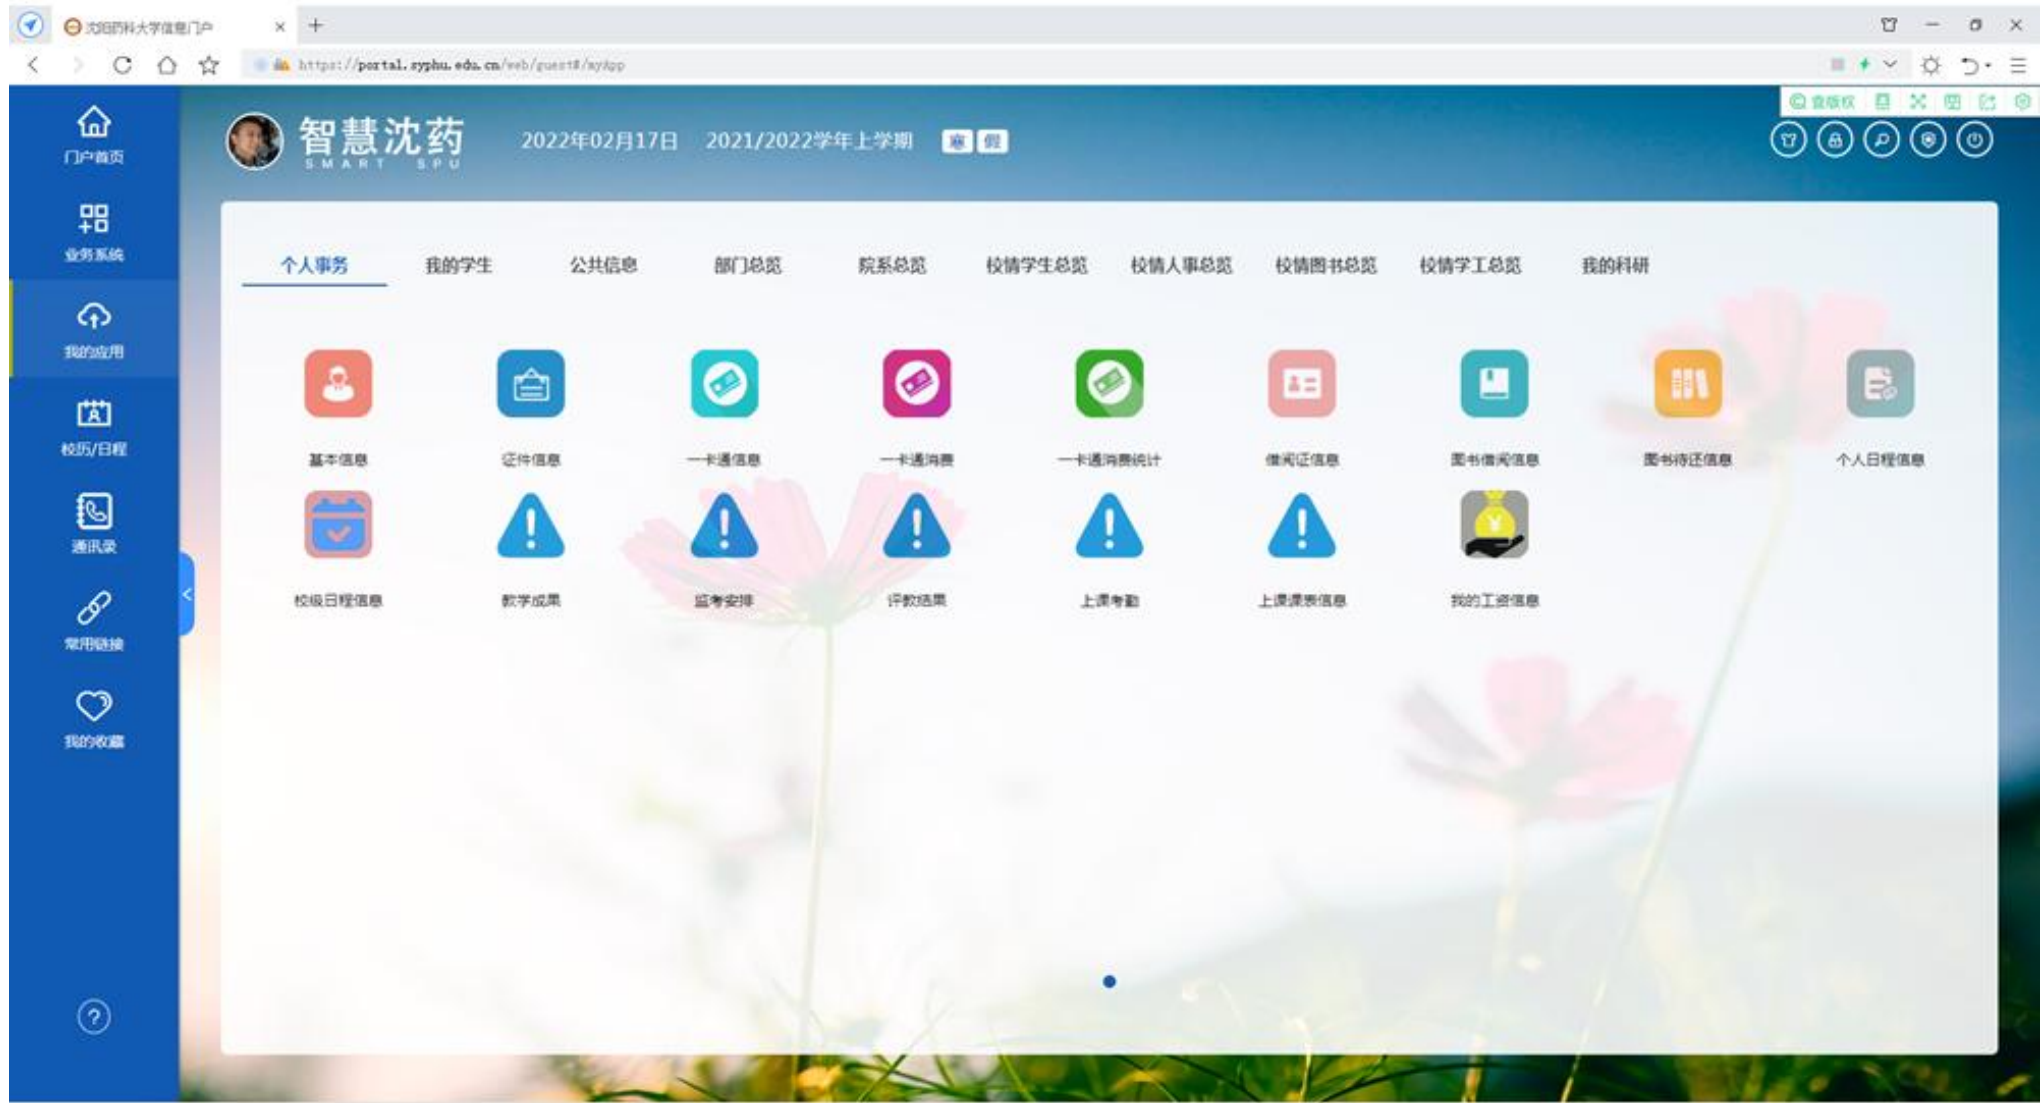 沈阳药科大学信息门户
https://portal.syphu.edu.cn/web/guest#/myApp
查版权
门户首页
智慧沈药
SMART SPU
2022年02月17日 2021/2022学年上学期 寒 假
业务系统
个人事务 我的学生 公共信息 部门总览 院系总览 校情学生总览 校情人事总览 校情图书总览 校情学工总览 我的科研
我的应用
校历/日程
基本信息 证件信息 一卡通信息 一卡通消费 一卡通消费统计 借阅证信息 图书借阅信息 图书待还信息 个人日程信息
通讯录
校级日程信息 教学成果 监考安排 评教结果 上课考勤 上课课表信息 我的工资信息
常用链接
我的收藏